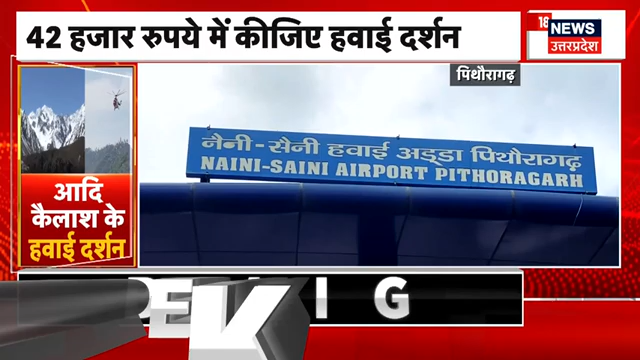 42 हजार रुपये में कीजिए हवाई दर्शन
18
NEWS
उत्तरप्रदेश
पिथौरागढ़
नैनी-सैनी हवाई अड्डा पिथौरागढ़
NAINI-SAINI AIRPORT PITHORAGARH
आदि
कैलाश के
हवाई दर्शन